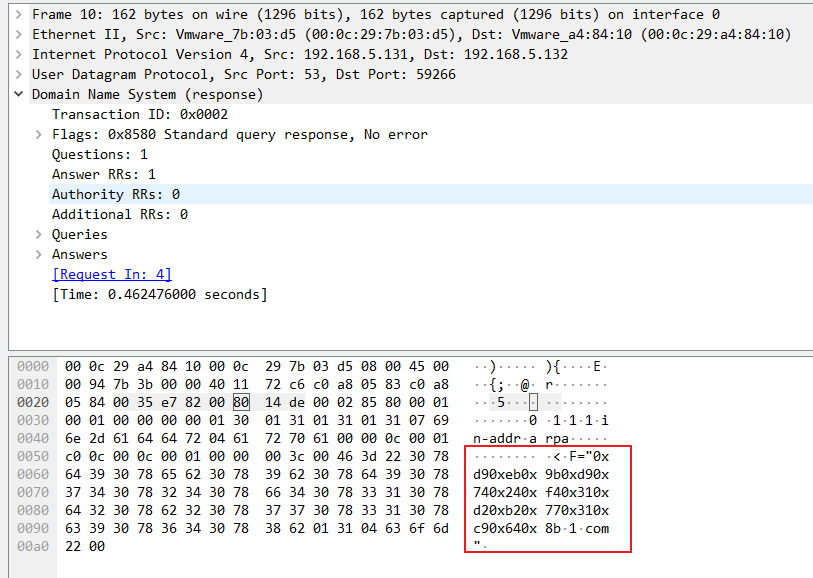 Frame 10: 162 bytes on wire (1296 bits), 162 bytes captured (1296 bits) on interface 0
Ethernet II, Src: Vmware_7b:03:d5 (00:0c:29:7b:03:d5), Dst: Vmware_a4:84:10 (00:0c:29:a4:84:10)
Internet Protocol Version 4, Src: 192.168.5.131, Dst: 192.168.5.132
User Datagram Protocol, Src Port: 53, Dst Port: 59266
Domain Name System (response)
Transaction ID: 0x0002
Flags: 0x8580 Standard query response, No error
Questions: 1
Answer RRs: 1
Authority RRs: 0
Additional RRs: 0
Queries
Answers
[Request In: 4]
[Time: 0.462476000 seconds]
0000 00 0c 29 a4 84 10 00 0c 29 7b 03 d5 08 00 45 00 ··)····· ){····E·
0010 00 94 7b 3b 00 00 40 11 72 c6 c0 a8 05 83 c0 a8 ··{;··@· r·······
0020 05 84 00 35 e7 82 00 80 14 de 00 02 85 80 00 01 ···5···· ········
0030 00 01 00 00 00 00 01 30 01 31 01 31 01 31 07 69 ·······0 ·1·1·1·i
0040 6e 2d 61 64 64 72 04 61 72 70 61 00 00 0c 00 01 n-addr·a rpa·····
0050 c0 0c 00 0c 00 01 00 00 00 3c 00 46 3d 22 30 78 ········ ·<·F="0x
0060 64 39 30 78 65 62 30 78 39 62 30 78 64 39 30 78 d90xeb0x 9b0xd90x
0070 37 34 30 78 32 34 30 78 66 34 30 78 33 31 30 78 740x240x f40x310x
0080 64 32 30 78 62 32 30 78 37 37 30 78 33 31 30 78 d20xb20x 770x310x
0090 63 39 30 78 36 34 30 78 38 62 01 31 04 63 6f 6d c90x640x 8b·1·com
00a0 22 00 "·